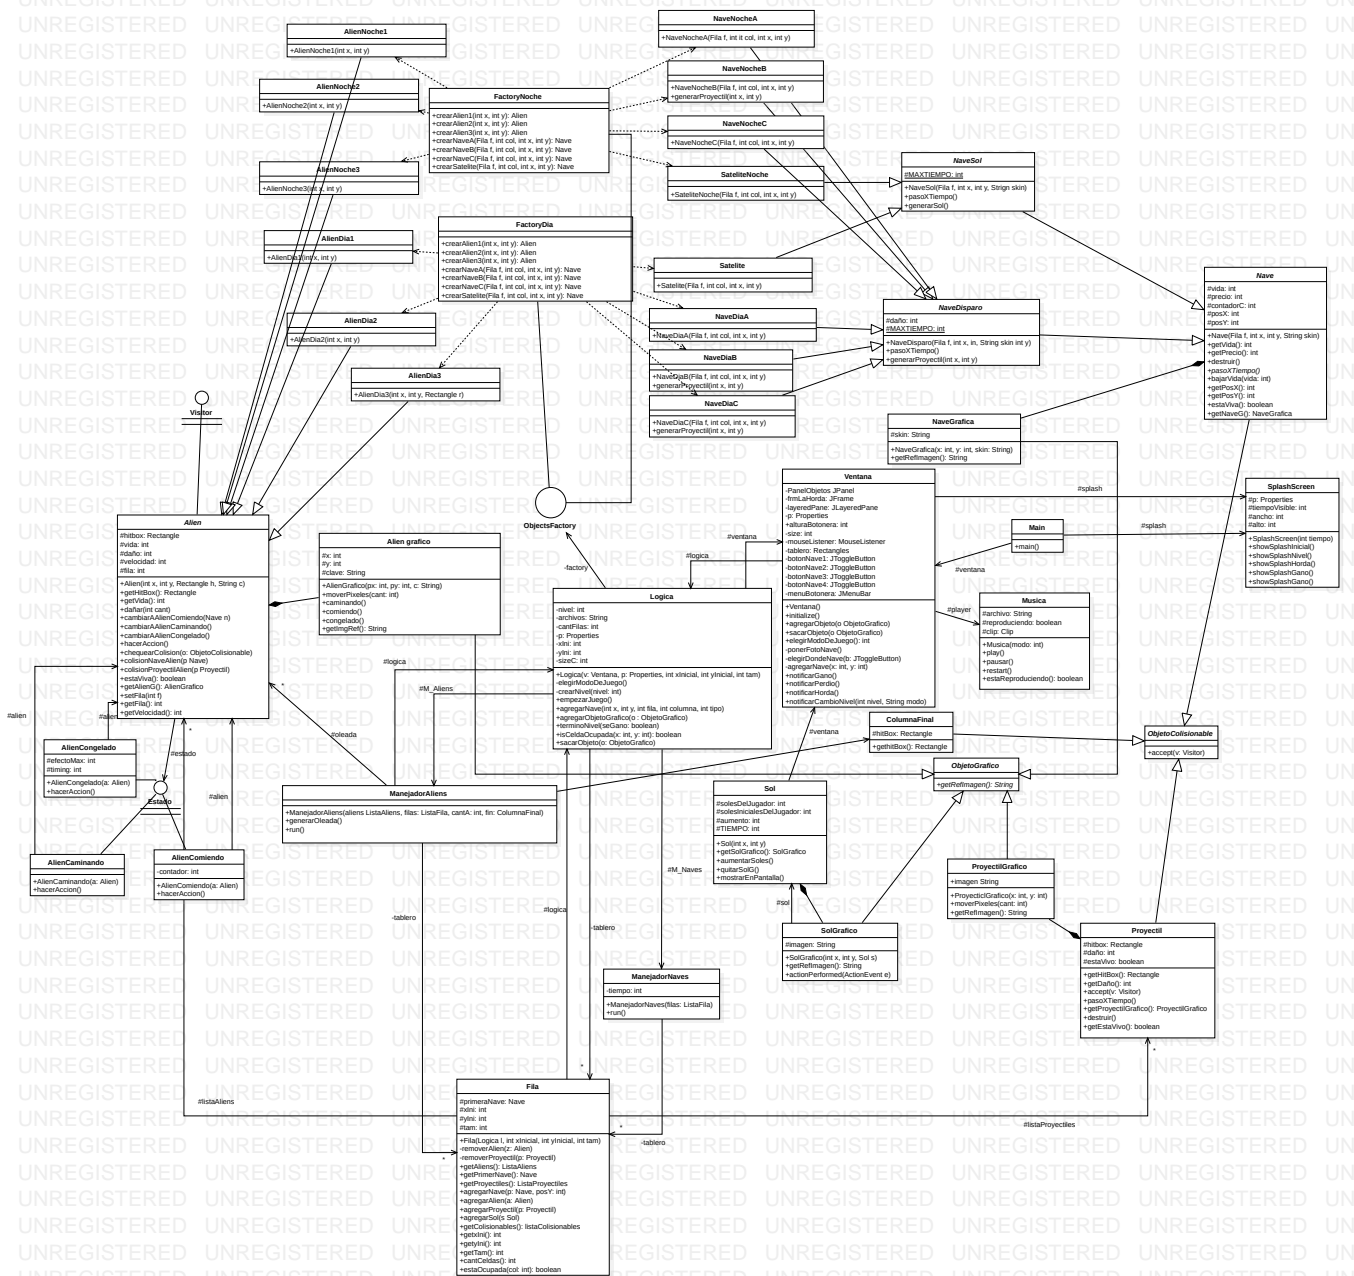 AlienNoche1
+AlienNoche1(int x, int y)
AlienNoche2
+AlienNoche2(int x, int y)
AlienNoche3
+AlienNoche3(int x, int y)
FactoryNoche
+crearAlien1(int x, int y): Alien
+crearAlien2(int x, int y): Alien
+crearAlien3(int x, int y): Alien
+crearNaveA(Fila f, int col, int x, int y): Nave
+crearNaveB(Fila f, int col, int x, int y): Nave
+crearNaveC(Fila f, int col, int x, int y): Nave
+crearSatelite(Fila f, int col, int x, int y): Nave
NaveNocheA
+NaveNocheA(Fila f, int it col, int x, int y)
NaveNocheB
+NaveNocheB(Fila f, int col, int x, int y)
+generarProyectil(int x, int y)
NaveNocheC
+NaveNocheC(Fila f, int col, int x, int y)
SateliteNoche
+SateliteNoche(Fila f, int col, int x, int y)
NaveSol
#MAXTIEMPO: int
+NaveSol(Fila f, int x, int y, Strign skin)
+pasoXTiempo()
+generarSol()
AlienDia1
+AlienDia1(int x, int y)
FactoryDia
+crearAlien1(int x, int y): Alien
+crearAlien2(int x, int y): Alien
+crearAlien3(int x, int y): Alien
+crearNaveA(Fila f, int col, int x, int y): Nave
+crearNaveB(Fila f, int col, int x, int y): Nave
+crearNaveC(Fila f, int col, int x, int y): Nave
+crearSatelite(Fila f, int col, int x, int y): Nave
Satelite
+Satelite(Fila f, int col, int x, int y)
AlienDia2
+AlienDia2(int x, int y)
AlienDia3
+AlienDia3(int x, int y, Rectangle r)
NaveDiaA
+NaveDiaA(Fila f, int col, int x, int y)
NaveDiaB
+NaveDiaB(Fila f, int col, int x, int y)
+generarProyectil(int x, int y)
NaveDiaC
+NaveDiaC(Fila f, int col, int x, int y)
+generarProyectil(int x, int y)
NaveDisparo
#daño: int
#MAXTIEMPO: int
+NaveDisparo(Fila f, int x, in, String skin int y)
+pasoXTiempo()
+generarProyectil(int x, int y)
Nave
#vida: int
#precio: int
#contadorC: int
#posX: int
#posY: int
+Nave(Fila f, int x, int y, String skin)
+getVida(): int
+getPrecio(): int
+destruir()
+pasoXTiempo()
+bajarVida(vida: int)
+getPosX(): int
+getPosY(): int
+estaViva(): boolean
+getNaveG(): NaveGrafica
NaveGrafica
#skin: String
+NaveGrafica(x: int, y: int, skin: String)
+getRefImagen(): String
Visitor
ObjectsFactory
-factory
Alien
#hitbox: Rectangle
#vida: int
#daño: int
#velocidad: int
#fila: int
+Alien(int x, int y, Rectangle h, String c)
+getHitBox(): Rectangle
+getVida(): int
+dañar(int cant)
+cambiarAAlienComiendo(Nave n)
+cambiarAAlienCaminando()
+cambiarAAlienCongelado()
+hacerAccion()
+chequearColision(o: ObjetoColisionable)
+colisionNaveAlien(p Nave)
+colisionProyectilAlien(p Proyectil)
+estaViva(): boolean
+getAlienG(): AlienGrafico
+setFila(int f)
+getFila(): int
+getVelocidad(): int
Alien grafico
#x: int
#y: int
#clave: String
+AlienGrafico(px: int, py: int, c: String)
+moverPixeles(cant: int)
+caminando()
+comiendo()
+congelado()
+getImgRef(): String
Ventana
-PanelObjetos JPanel
-frmLaHorda: JFrame
-layeredPane: JLayeredPane
-p: Properties
-alturaBotonera: int
-size: int
-mouseListener: MouseListener
-tablero: Rectangles
-botonNave1: JToggleButton
-botonNave2: JToggleButton
-botonNave3: JToggleButton
-botonNave4: JToggleButton
-menuBotonera: JMenuBar
+Ventana()
+initialize()
+agregarObjeto(o ObjetoGrafico)
+sacarObjeto(o ObjetoGrafico)
+elegirModoDeJuego(): int
-ponerFotoNave()
-elegirDondeNave(b: JToggleButton)
-agregarNave(x: int, y: int)
+notificarGano()
+notificarPerdio()
+notificarHorda()
+notificarCambioNivel(int nivel, String modo)
#splash
SplashScreen
#p: Properties
#tiempoVisible: int
#ancho: int
#alto: int
+SplashScreen(int tiempo)
+showSplashInicial()
+showSplashNivel()
+showSplashHorda()
+showSplashGano()
+showSplashGano()
Main
+main()
#splash
#ventana
#player
Musica
#archivo: String
#reproduciendo: boolean
#clip: Clip
+Musica(modo: int)
+play()
+pausar()
+restart()
+estaReproduciendo(): boolean
#ventana
#logica
Logica
-nivel: int
-archivos: String
-cantFilas: int
-p: Properties
-xIni: int
-yIni: int
-sizeC: int
+Logica(v: Ventana, p: Properties, int xInicial, int yInicial, int tam)
-elegirModoDeJuego()
-crearNivel(nivel: int)
+empezarJuego()
+agregarNave(int x, int y, int fila, int columna, int tipo)
+agregarObjetoGrafico(o : ObjetoGrafico)
+terminoNivel(seGano: boolean)
+isCeldaOcupada(x: int, y: int): boolean
+sacarObjeto(o: ObjetoGrafico)
#logica
#M_Aliens
#oleada
*
#alien
#alien
*
#estado
#alien
AlienCongelado
#efectoMax: int
#timing: int
+AlienCongelado(a: Alien)
+hacerAccion()
Estado
AlienCaminando
+AlienCaminando(a: Alien)
+hacerAccion()
AlienComiendo
-contador: int
+AlienComiendo(a: Alien)
+hacerAccion()
ManejadorAliens
+ManejadorAliens(aliens ListaAliens, filas: ListaFila, cantA: int, fin: ColumnaFinal)
+generarOleada()
+run()
ColumnaFinal
#hitBox: Rectangle
+gethitBox(): Rectangle
#ventana
ObjetoColisionable
+accept(v: Visitor)
ObjetoGrafico
+getRefImagen(): String
Sol
#solesDelJugador: int
#solesInicialesDelJugador: int
#aumento: int
#TIEMPO: int
+Sol(int x, int y)
+getSolGrafico(): SolGrafico
+aumentarSoles()
+quitarSolG()
+mostrarEnPantalla()
#sol
SolGrafico
#imagen: String
+SolGrafico(int x, int y, Sol s)
+getRefImagen(): String
+actionPerformed(ActionEvent e)
ProyectilGrafico
+imagen String
+ProyecticlGrafico(x: int, y: int)
+moverPixeles(cant: int)
+getRefImagen(): String
Proyectil
#hitbox: Rectangle
#daño: int
#estaVivo: boolean
+getHitBox(): Rectangle
+getDaño(): int
+accept(v: Visitor)
+pasoXTiempo()
+getProyectilGrafico(): ProyectilGrafico
+destruir()
+getEstaVivo(): boolean
#M_Naves
-tablero
#logica
-tablero
ManejadorNaves
-tiempo: int
+ManejadorNaves(filas: ListaFila)
+run()
*
*
*
*
-tablero
#listaAliens
#listaProyectiles
Fila
#primeraNave: Nave
#xIni: int
#yIni: int
#tam: int
+Fila(Logica l, int xInicial, int yInicial, int tam)
-removerAlien(z: Alien)
-removerProyectil(p: Proyectil)
+getAliens(): ListaAliens
+getPrimerNave(): Nave
+getProyectiles(): ListaProyectiles
+agregarNave(p: Nave, posY: int)
+agregarAlien(a: Alien)
+agregarProyectil(p: Proyectil)
+agregarSol(s Sol)
+getColisionables(): listaColisionables
+getxIni(): int
+getyIni(): int
+getTam(): int
+cantCeldas(): int
+estaOcupada(col: int): boolean